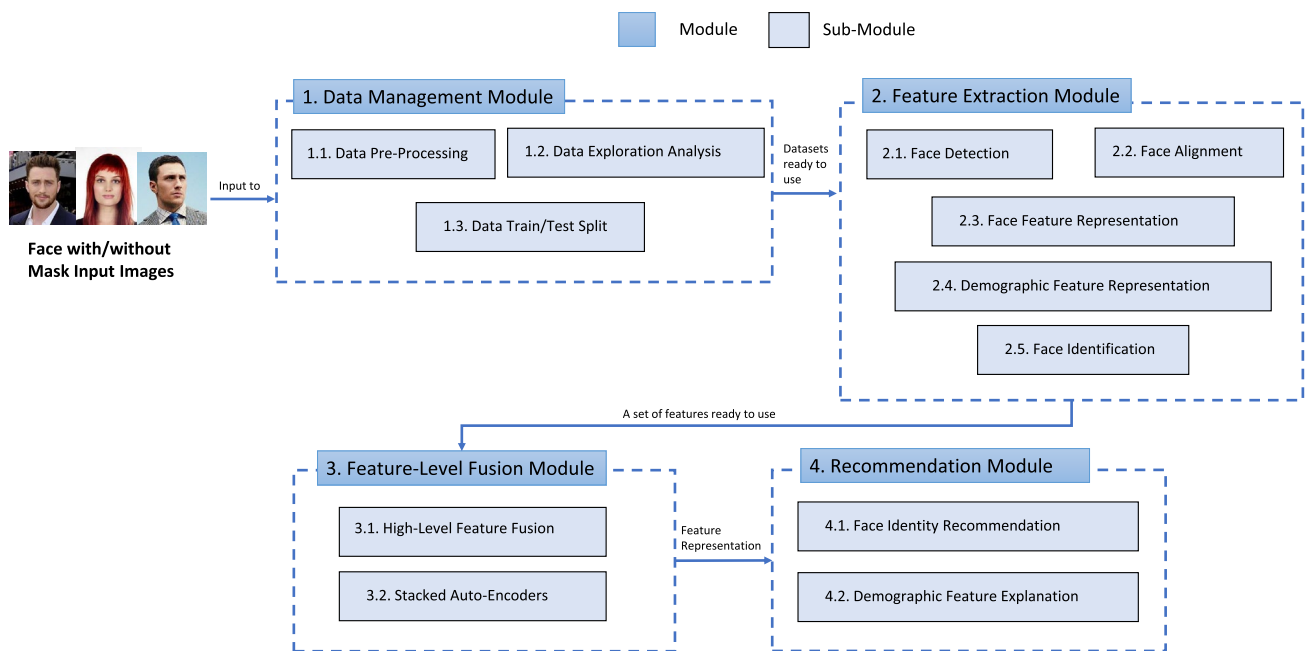 Module
Sub-Module
1. Data Management Module
2. Feature Extraction Module
1.1. Data Pre-Processing
1.2. Data Exploration Analysis
1.3. Data Train/Test Split
Input to
Face with/without
Mask Input Images
Datasets
ready to
use
2.1. Face Detection
2.2. Face Alignment
2.3. Face Feature Representation
2.4. Demographic Feature Representation
2.5. Face Identification
A set of features ready to use
3. Feature-Level Fusion Module
4. Recommendation Module
3.1. High-Level Feature Fusion
3.2. Stacked Auto-Encoders
Feature
Representation
4.1. Face Identity Recommendation
4.2. Demographic Feature Explanation